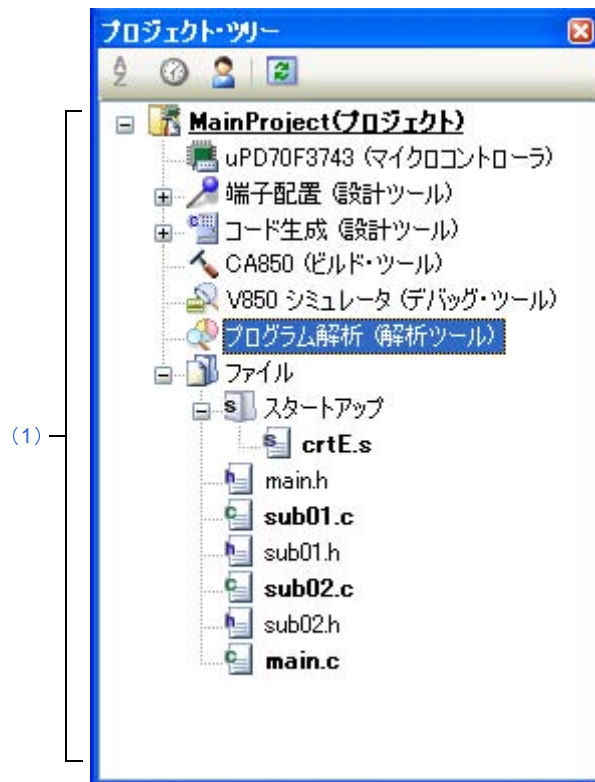 プロジェクト・ツリー
MainProject(プロジェクト)
uPD70F3743 (マイクロコントローラ)
端子配置 (設計ツール)
コード生成 (設計ツール)
CA850 (ビルド・ツール)
V850 シミュレータ (デバッグ・ツール)
プログラム解析 (解析ツール)
ファイル
スタートアップ
crtE.s
main.h
(1)
sub01.c
sub01.h
sub02.c
sub02.h
main.c